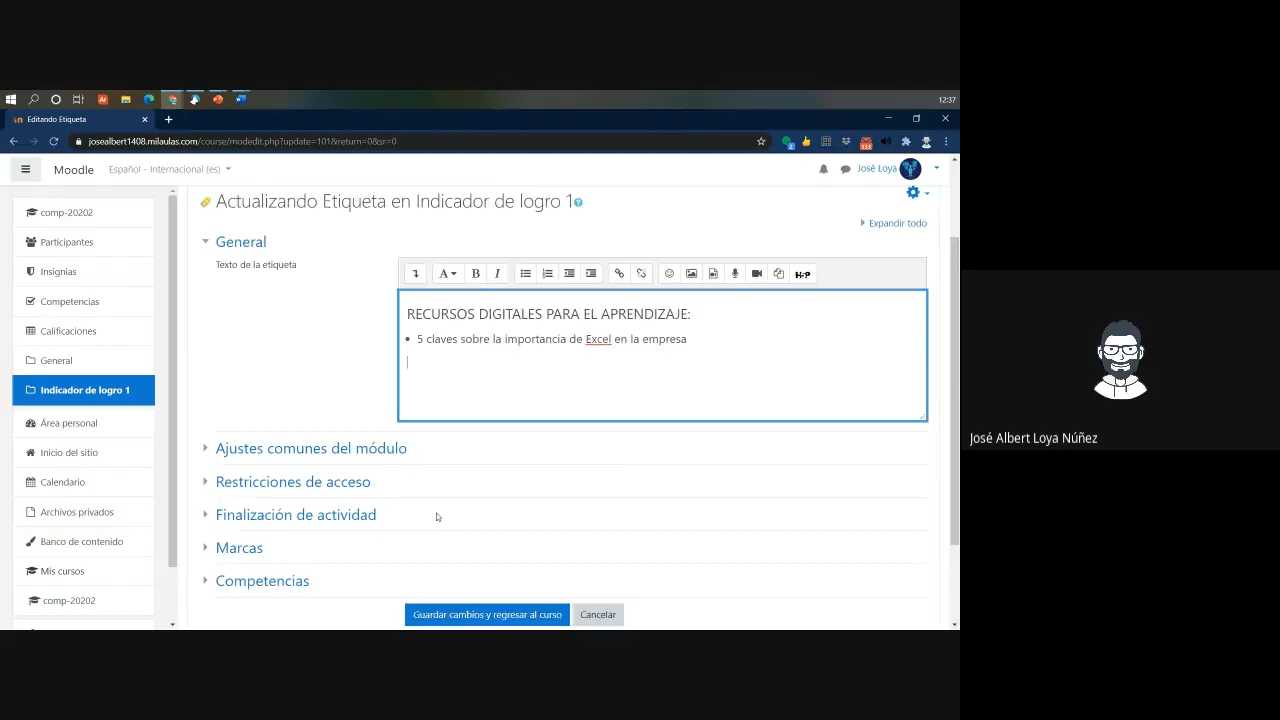 12:37
Editando Etiqueta
josealbert1408.milaulas.com/course/modedit.php?update=101&return=0&sr=0
Moodle
Español - Internacional (es)
José Loya
comp-20202
Participantes
Insignias
Competencias
Calificaciones
General
Indicador de logro 1
Área personal
Inicio del sitio
Calendario
Archivos privados
Banco de contenido
Mis cursos
comp-20202
Actualizando Etiqueta en Indicador de logro 1
Expandir todo
General
Texto de la etiqueta
A B I
H-P
RECURSOS DIGITALES PARA EL APRENDIZAJE:
• 5 claves sobre la importancia de Excel en la empresa
Ajustes comunes del módulo
Restricciones de acceso
Finalización de actividad
Marcas
Competencias
Guardar cambios y regresar al curso
Cancelar
José Albert Loya Núñez